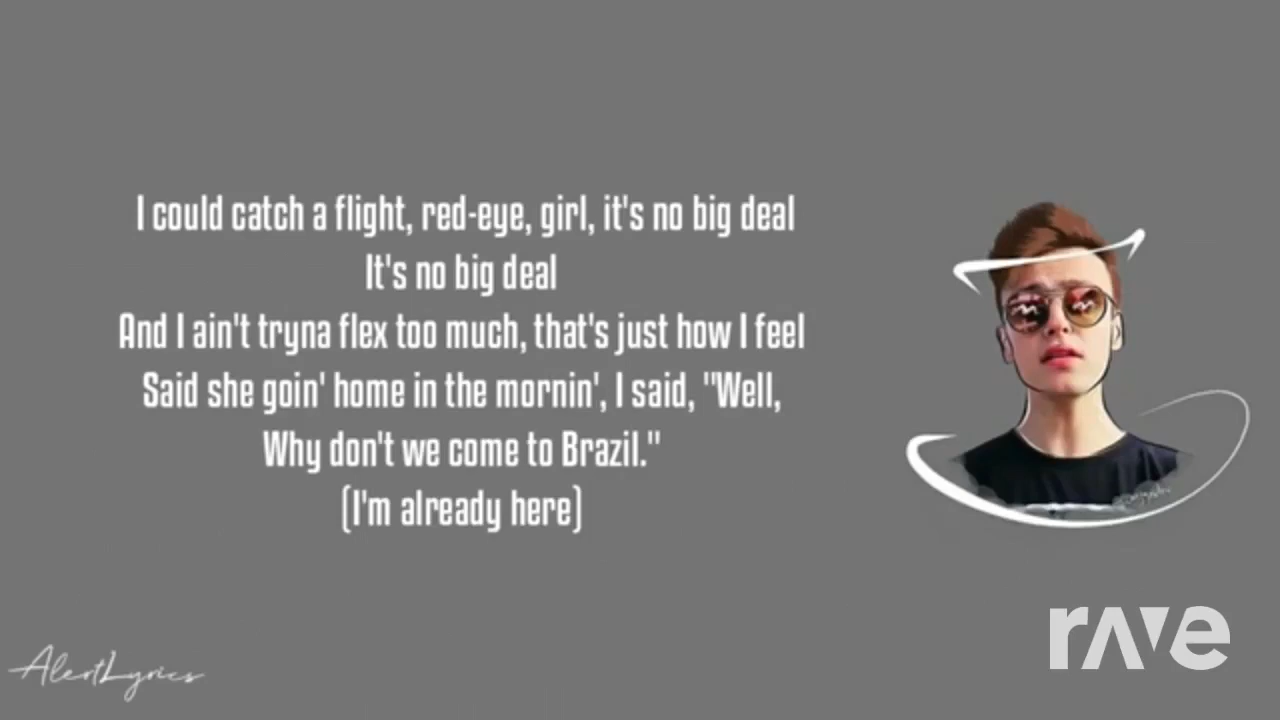 I could catch a flight, red-eye, girl, it's no big deal
It's no big deal
And I ain't tryna flex too much, that's just how I feel
Said she goin' home in the mornin', I said, "Well,
Why don't we come to Brazil."
(I'm already here)
rave
AlertLyrics